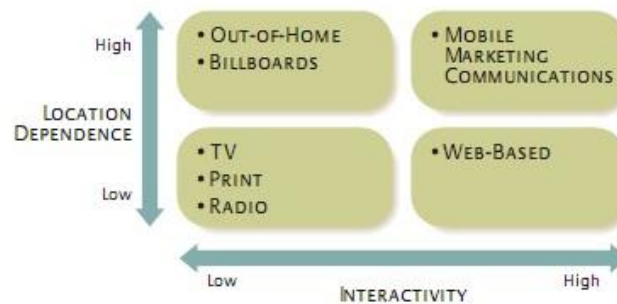 High
LOCATION
DEPENDENCE
Low
• OUT-OF-HOME
• BILLBOARDS
• MOBILE
MARKETING
COMMUNICATIONS
• TV
• PRINT
• RADIO
• WEB-BASED
Low
INTERACTIVITY
High